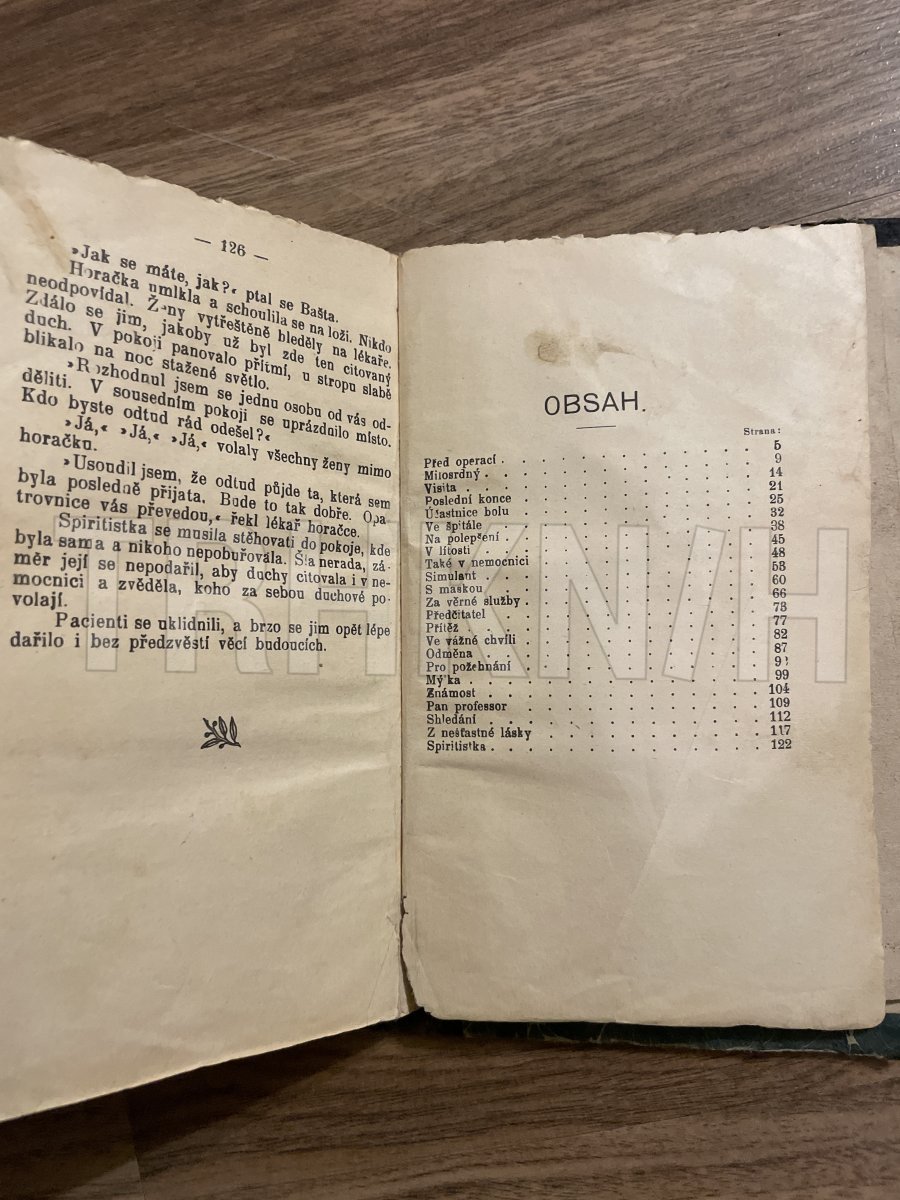 — 126 —
»Jak se máte, jak?« ptal se Bašta.
Horačka umlkla a schoulila se na loži. Nikdo
neodpovídal. Ženy vytřeštěně hleděly na lékaře.
Zdálo se jim, jakoby už byl zde ten citovaný
duch. V pokoji panovalo přítmí, u stropu slabě
blikalo na noc stažené světlo.
»Rozhodnul jsem se jednu osobu od vás od-
děliti. V sousedním pokoji se uprázdnilo místo.
Kdo byste odtud rád odešel?«
»Já,« »Já,« »Já,« volaly všechny ženy mimo
horačku.
»Usoudil jsem, že odtud půjde ta, která sem
byla posledně přijata. Bude to tak dobře. Opa-
trovnice vás převedou,« řekl lékař horačce.
Spiritistka se musila stěhovati do pokoje, kde
byla sama a nikoho nepobuřovala. Šla nerada, zá-
měr její se nepodařil, aby duchy citovala i v ne-
mocnici a zvěděla, koho za sebou duchové po-
volají.
Pacienti se uklidnili, a brzo se jim opět lépe
dařilo i bez předzvěstí věcí budoucích.
OBSAH.
Strana:
Před operací 5
Milosrdný 9
Visita 14
Poslední konce 21
Účastnice bolu 25
Ve špitále 32
Na polepšení 38
V lítosti 45
Také v nemocnici 48
Simulant 53
S maskou 60
Za věrné služby 66
Předčitatel 73
Přítěž 77
Ve vážné chvíli 82
Odměna 87
Pro požehnání
Mýlka 99
Známost 104
Pan professor 109
Shledání 112
Z nešťastné lásky 117
Spiritistka 122
TRHKN/H